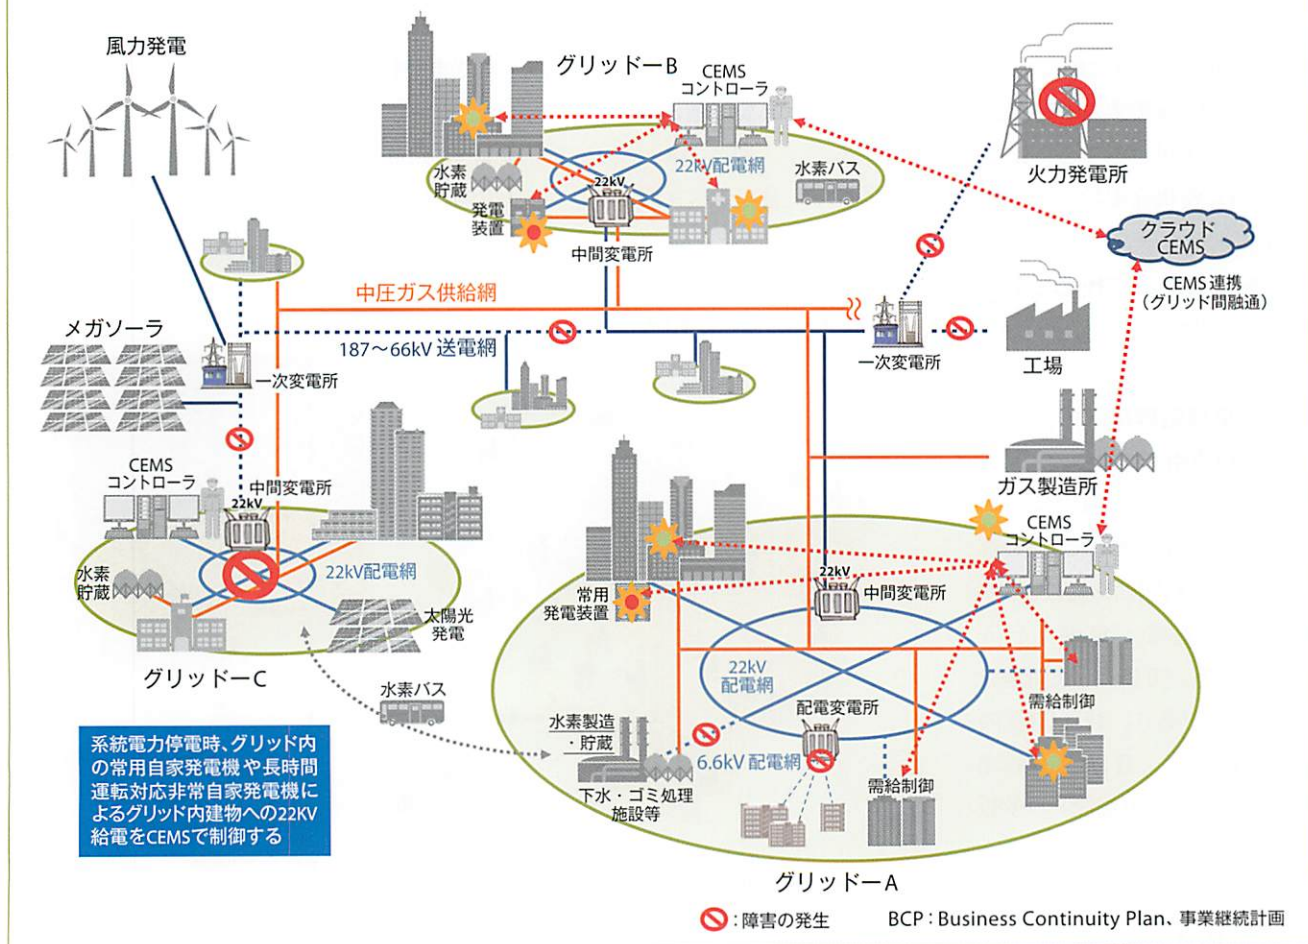 風力発電
グリッドーB
CEMS
コントローラ
水素
貯蔵
22kV配電網
水素バス
22kV
発電
装置
中間変電所
火力発電所
クラウド
CEMS
CEMS連携
(グリッド間融通)
中圧ガス供給網
187~66kV 送電網
メガソーラ
一次変電所
一次変電所
工場
ガス製造所
CEMS
コントローラ
中間変電所
22kV
22kV配電網
水素
貯蔵
太陽光
発電
グリッドーC
水素バス
CEMS
コントローラ
22kV
中間変電所
常用
発電装置
22kV
配電網
需給制御
配電変電所
水素製造
・貯蔵
6.6kV 配電網
需給制御
下水・ゴミ処理
施設等
グリッドーA
系統電力停電時、グリッド内
の常用自家発電機や長時間
運転対応非常自家発電機に
よるグリッド内建物への22KV
給電をCEMSで制御する
:障害の発生
BCP:Business Continuity Plan、事業継続計画